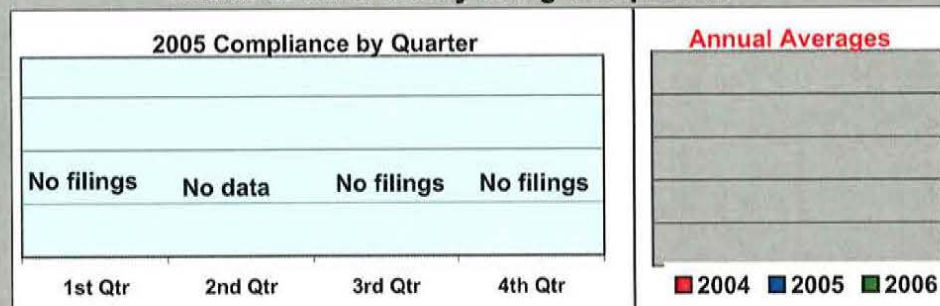 2005 Compliance by Quarter
No filings
No data
No filings
No filings
1st Qtr 2nd Qtr 3rd Qtr 4th Qtr
Annual Averages
2004 2005 2006